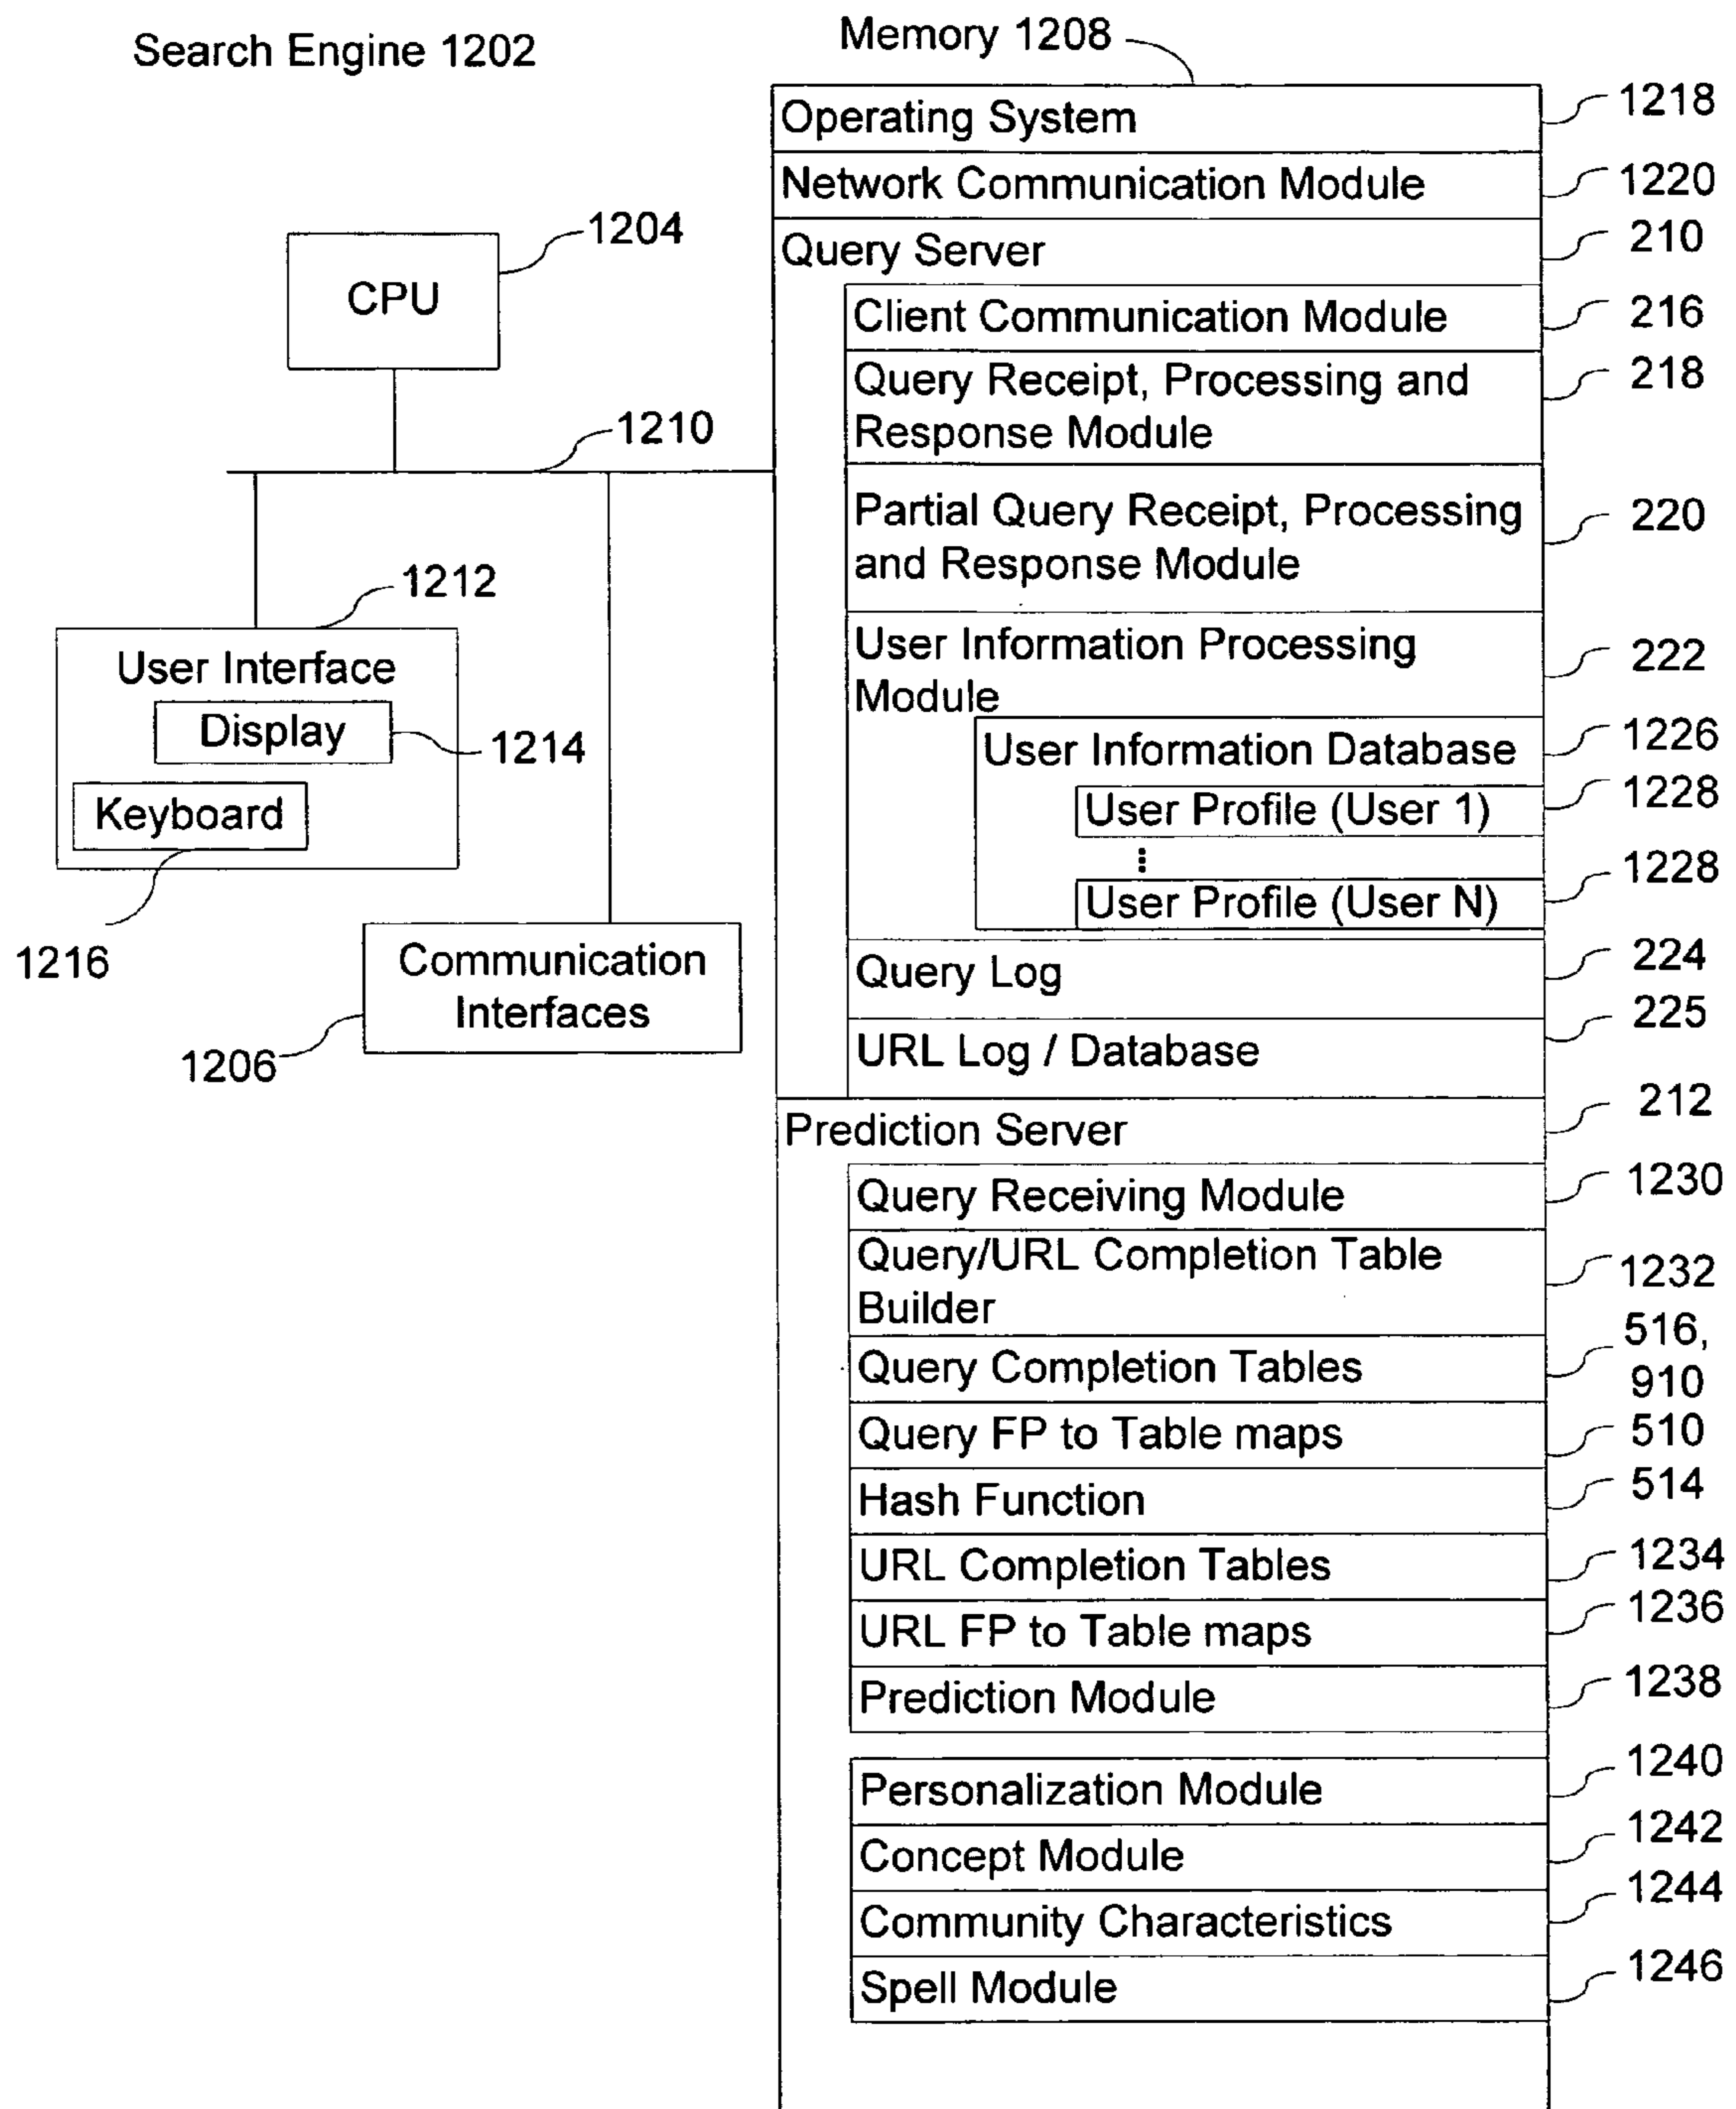 Search Engine 1202
Memory 1208
1204
CPU
1210
1212
User Interface
Display
1214
Keyboard
1216
Communication
Interfaces
1206
Operating System
1218
Network Communication Module
1220
Query Server
210
Client Communication Module
216
Query Receipt, Processing and
Response Module
218
Partial Query Receipt, Processing
and Response Module
220
User Information Processing
Module
222
User Information Database
1226
User Profile (User 1)
1228
User Profile (User N)
1228
Query Log
224
URL Log / Database
225
Prediction Server
212
Query Receiving Module
1230
Query/URL Completion Table
Builder
1232
Query Completion Tables
516,
910
Query FP to Table maps
510
Hash Function
514
URL Completion Tables
1234
URL FP to Table maps
1236
Prediction Module
1238
Personalization Module
1240
Concept Module
1242
Community Characteristics
1244
Spell Module
1246